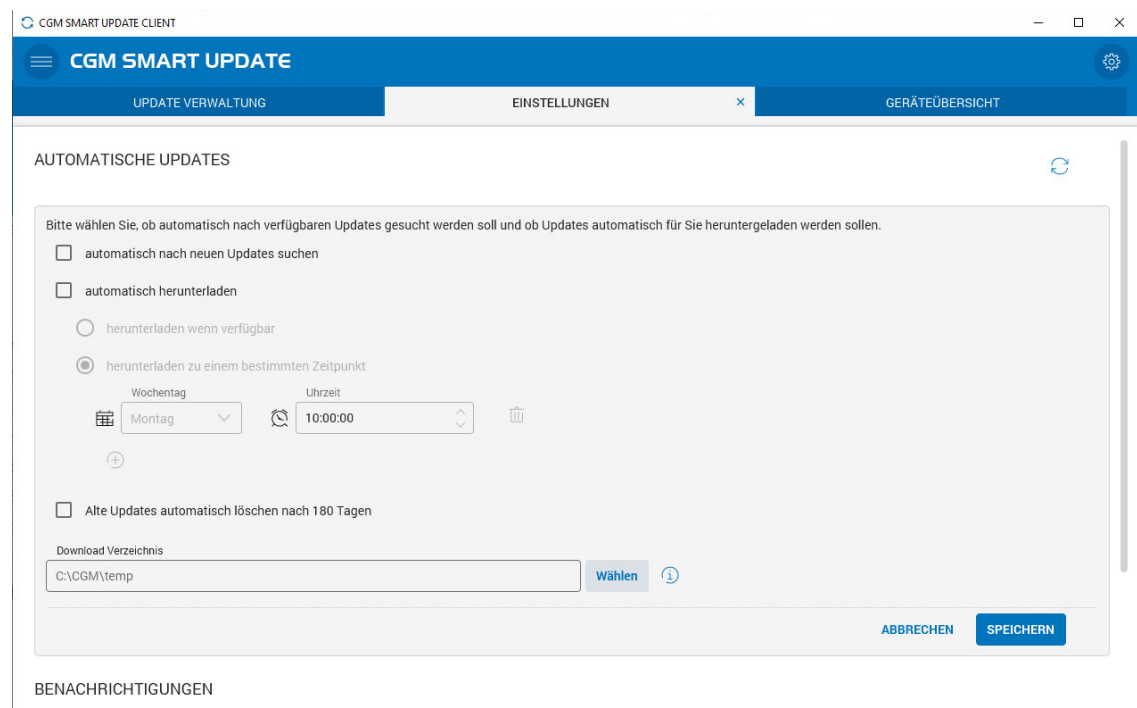 CGM SMART UPDATE CLIENT
CGM SMART UPDATE
UPDATE VERWALTUNG
EINSTELLUNGEN
GERÄTEÜBERSICHT
AUTOMATISCHE UPDATES
Bitte wählen Sie, ob automatisch nach verfügbaren Updates gesucht werden soll und ob Updates automatisch für Sie heruntergeladen werden sollen.
automatisch nach neuen Updates suchen
automatisch herunterladen
herunterladen wenn verfügbar
herunterladen zu einem bestimmten Zeitpunkt
Wochentag
Uhrzeit
Montag
10:00:00
Alte Updates automatisch löschen nach 180 Tagen
Download Verzeichnis
C:\CGM\temp
Wählen
ABBRECHEN
SPEICHERN
BENACHRICHTIGUNGEN